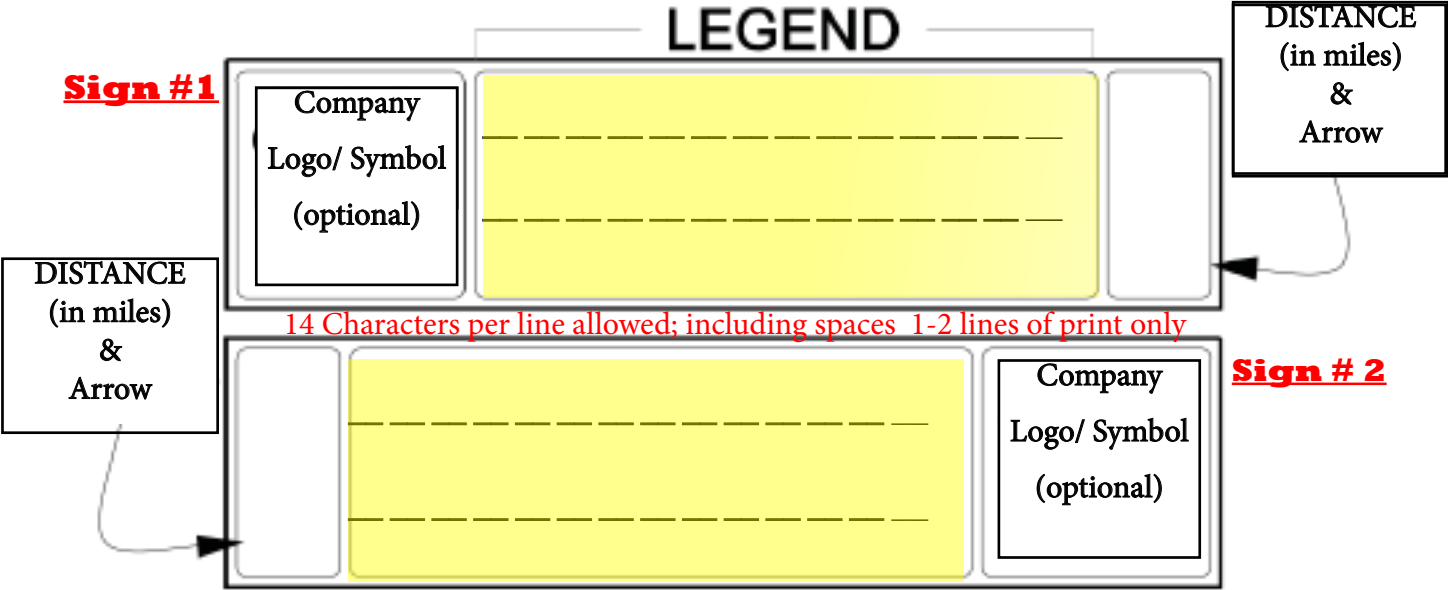 LEGEND
DISTANCE
(in miles)
&
Arrow
Sign #1
Company
Logo/ Symbol
(optional)
DISTANCE
(in miles)
&
Arrow
14 Characters per line allowed; including spaces  1-2 lines of print only
Sign # 2
Company
Logo/ Symbol
(optional)